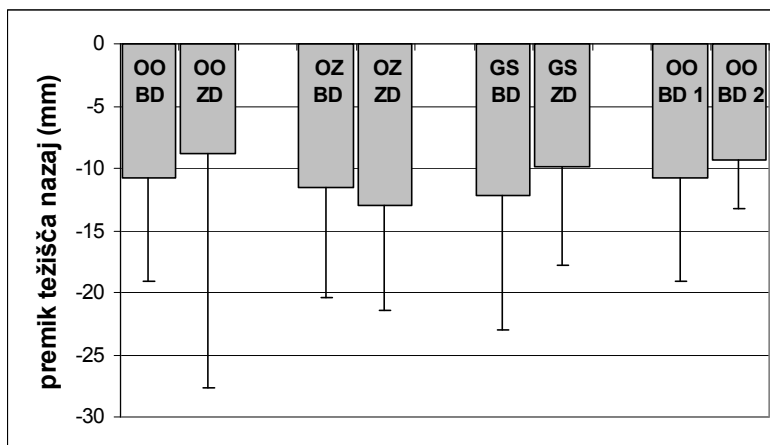 premik težišča nazaj (mm)
0
-5
-10
-15
-20
-25
-30
OO BD
OO ZD
OZ BD
OZ ZD
GS BD
GS ZD
OO BD 1
OO BD 2